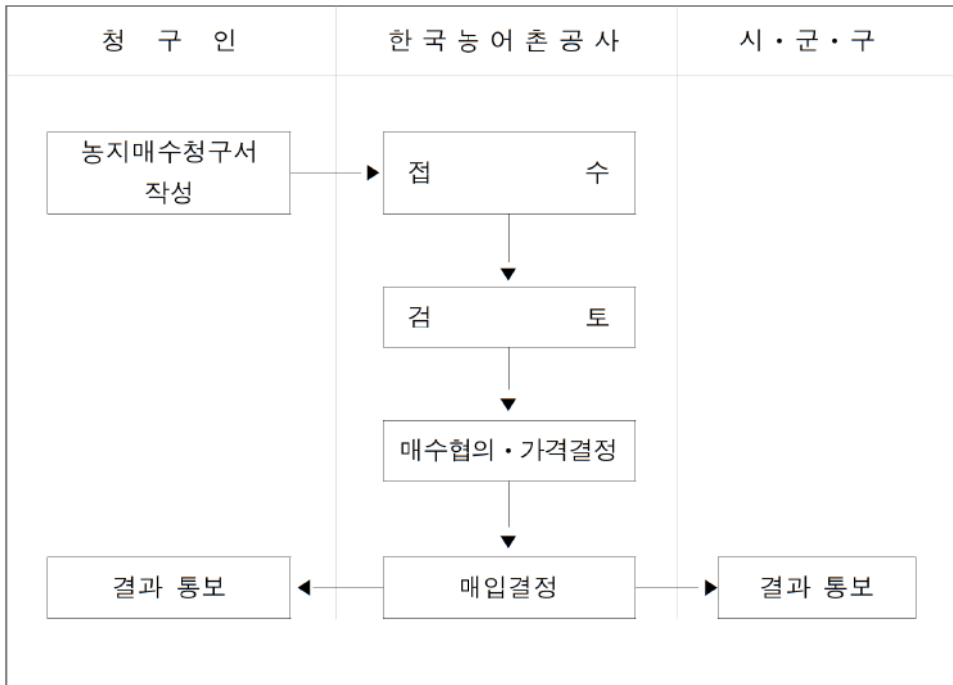 청 구 인
한 국 농 어 촌 공 사
시 · 군 · 구
농지매수청구서
작성
접 수
검 토
매수협의 · 가격결정
결과 통보
매입결정
결과 통보